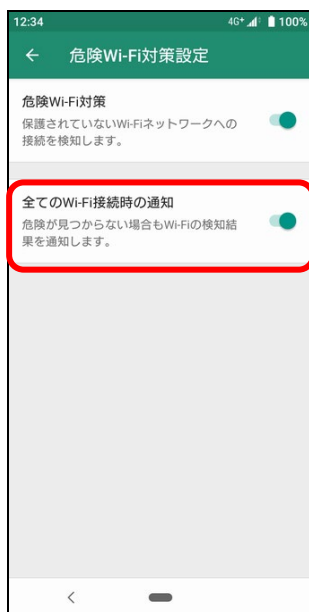 12:34 4G+ 100%
危険Wi-Fi対策設定
危険Wi-Fi対策
保護されていないWi-Fiネットワークへの
接続を検知します。
全てのWi-Fi接続時の通知
危険が見つからない場合もWi-Fiの検知結
果を通知します。